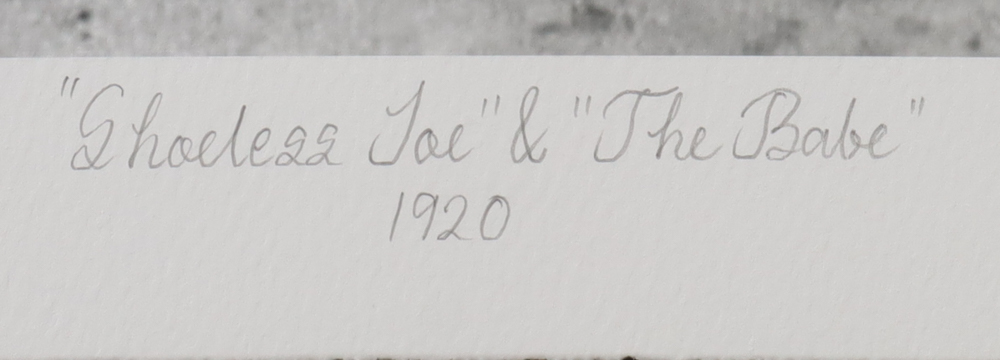 "Shoeless Joe" & "The Babe"
1920